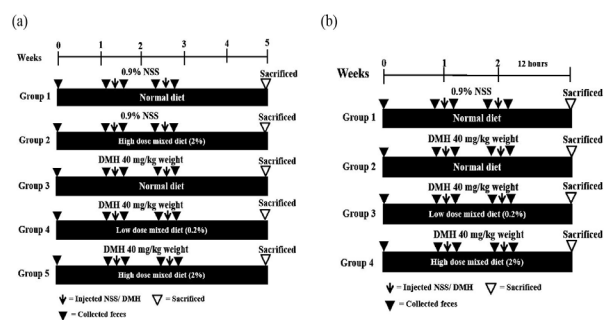 (a)
0 1 2 3 4 5
Weeks
0.9% NSS Sacrificed
Group 1 Normal diet
0.9% NSS Sacrificed
Group 2 High dose mixed diet (2%)
DMH 40 mg/kg weight Sacrificed
Group 3 Normal diet
DMH 40 mg/kg weight Sacrificed
Group 4 Low dose mixed diet (0.2%)
DMH 40 mg/kg weight Sacrificed
Group 5 High dose mixed diet (2%)
= Injected NSS/ DMH = Sacrificed
= Collected feces
(b)
0 1 2 12 hours
Weeks
0.9% NSS Sacrificed
Group 1 Normal diet
DMH 40 mg/kg weight Sacrificed
Group 2 Normal diet
DMH 40 mg/kg weight Sacrificed
Group 3 Low dose mixed diet (0.2%)
DMH 40 mg/kg weight Sacrificed
Group 4 High dose mixed diet (2%)
= Injected NSS/ DMH = Sacrificed
= Collected feces